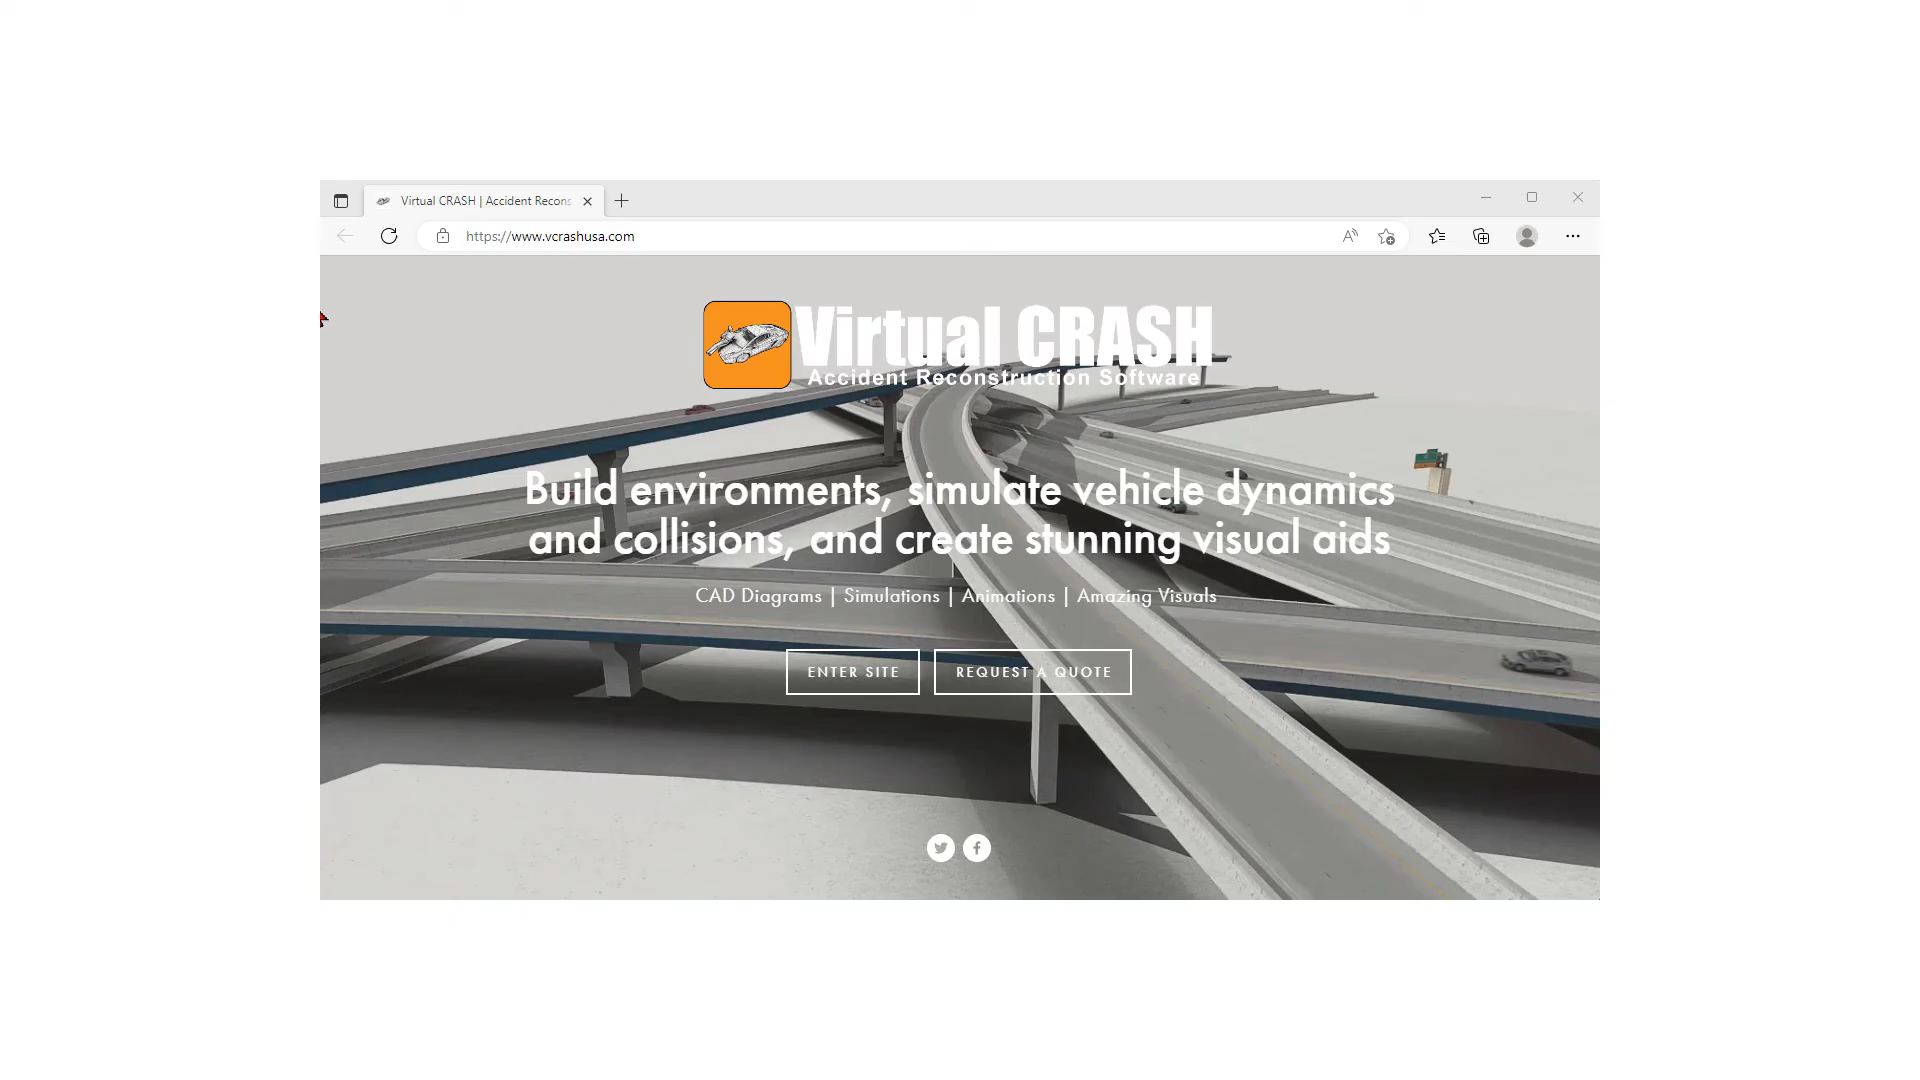 Virtual CRASH | Accident Recons
https://www.vcrashusa.com
Virtual CRASH
Accident Reconstruction Software
Build environments, simulate vehicle dynamics
and collisions, and create stunning visual aids
CAD Diagrams | Simulations | Animations | Amazing Visuals
ENTER SITE
REQUEST A QUOTE